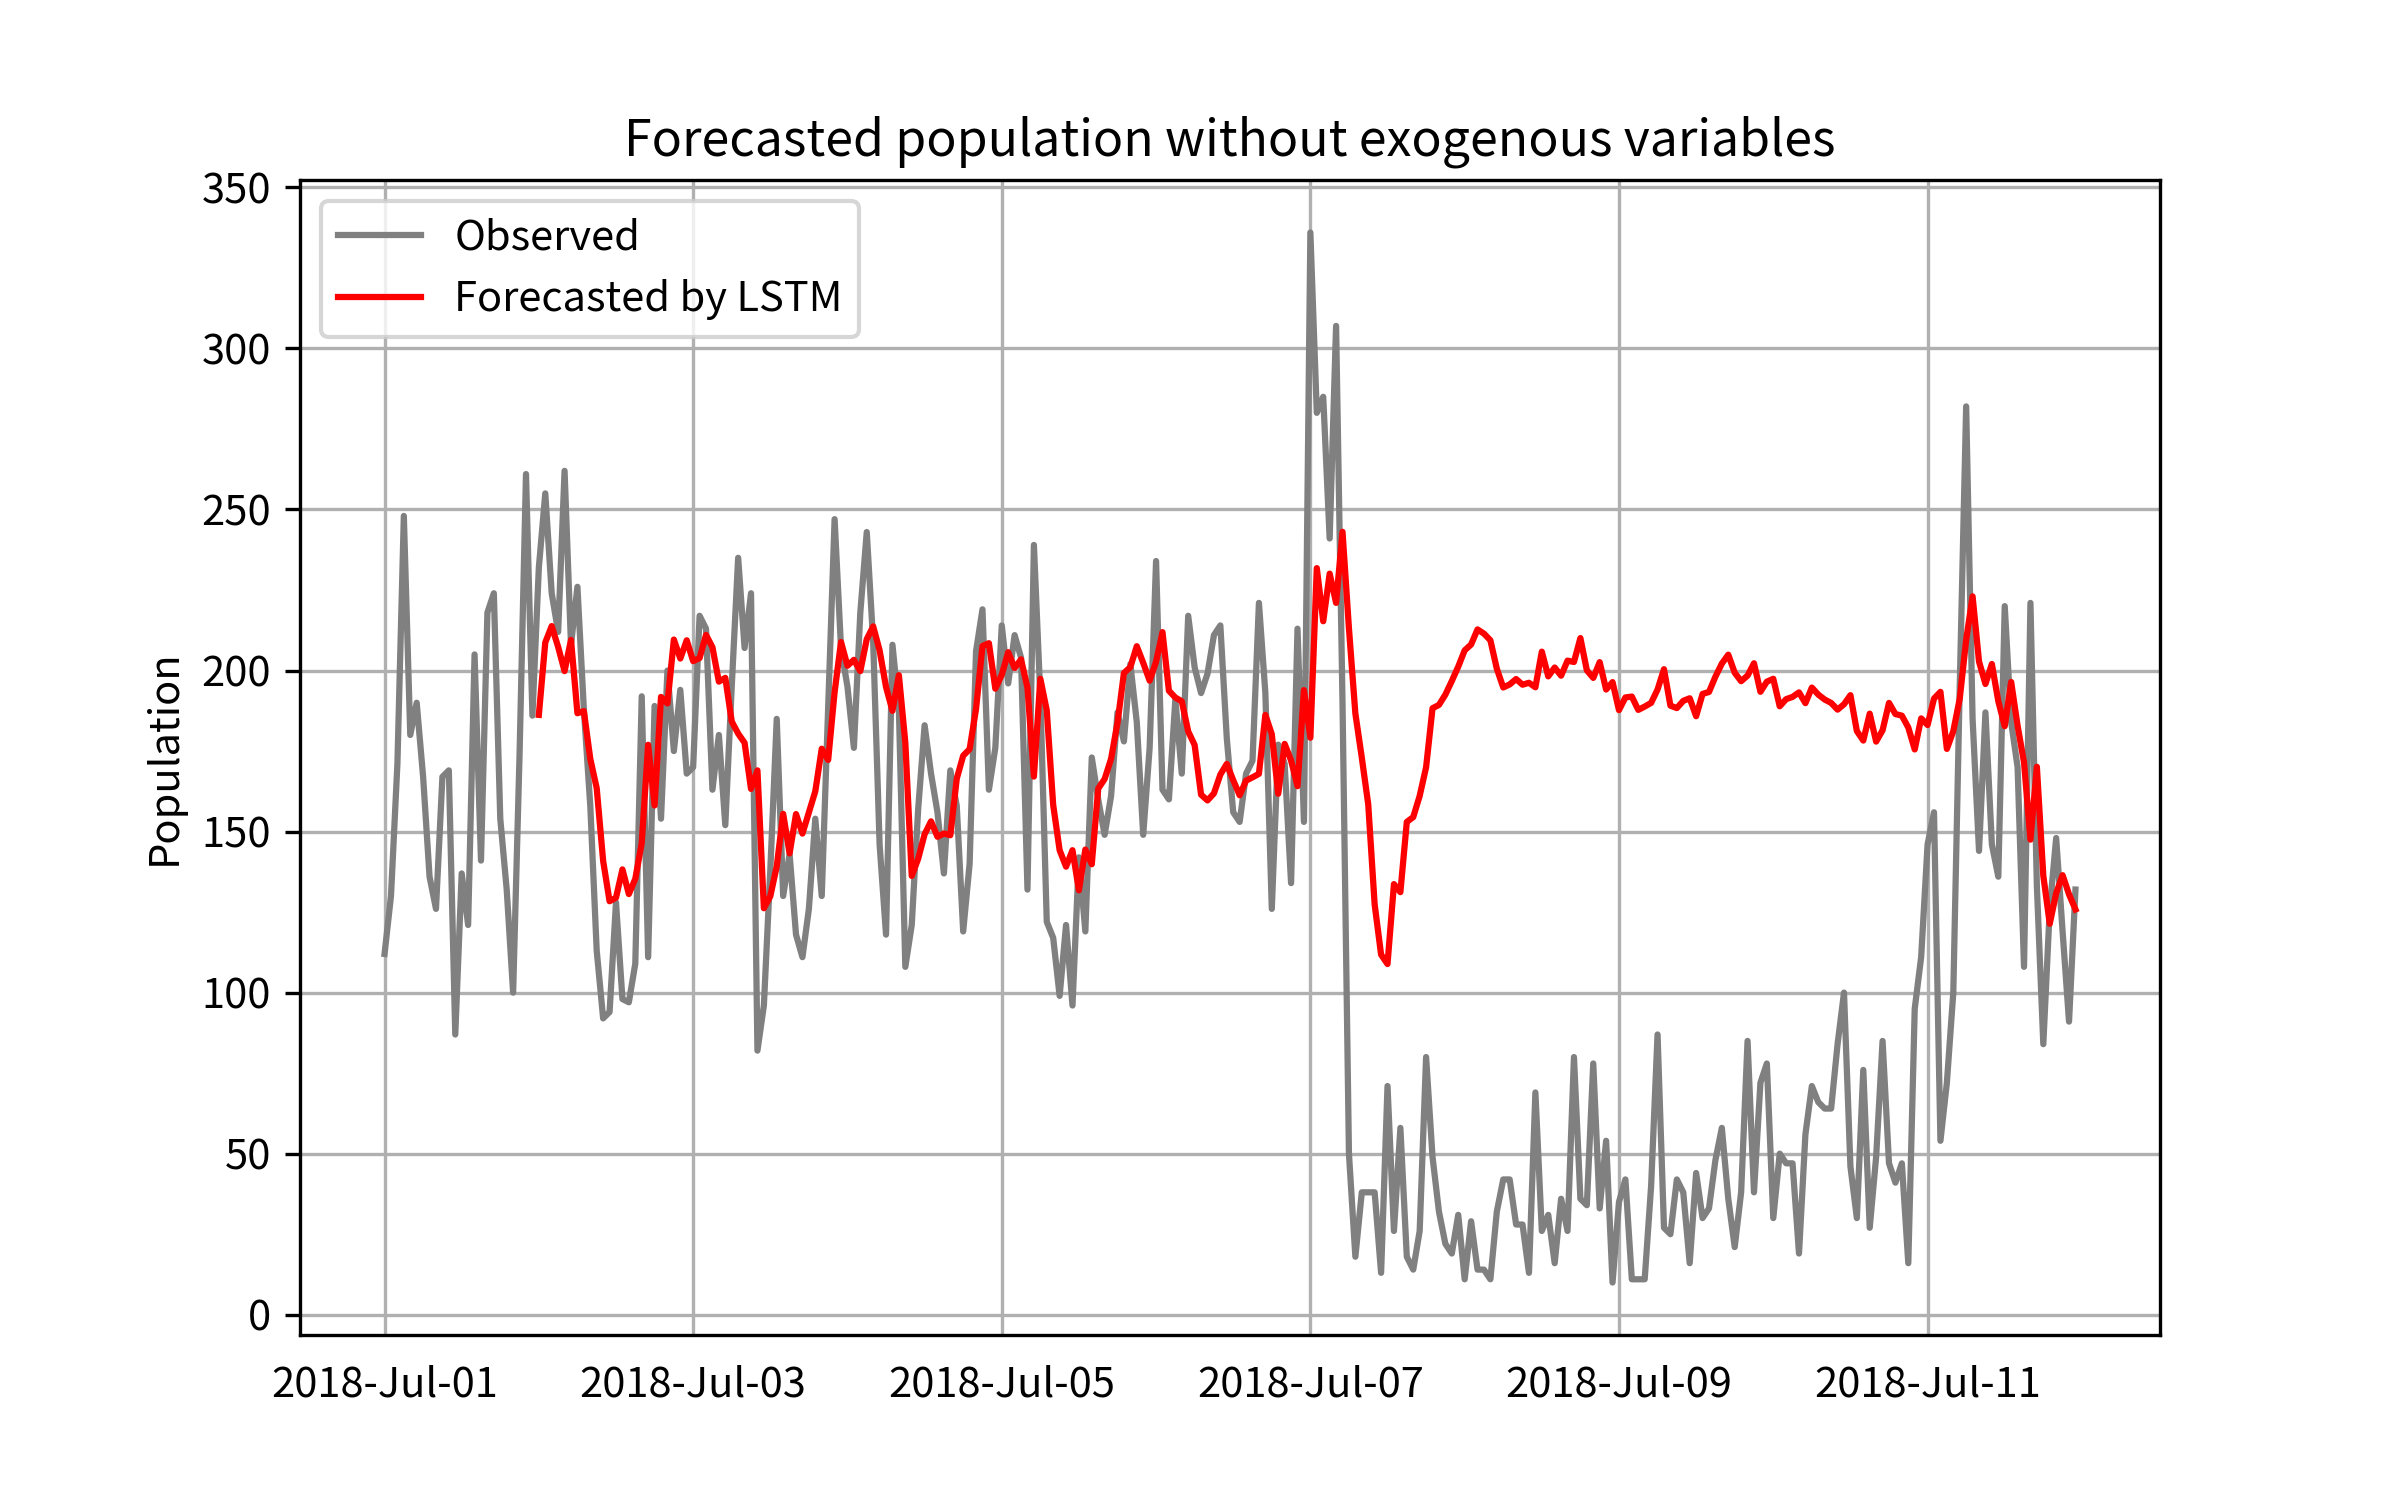 Forecasted population without exogenous variables
350
300
250
200
150
100
50
0
Population
Observed
Forecasted by LSTM
2018-Jul-01 2018-Jul-03 2018-Jul-05 2018-Jul-07 2018-Jul-09 2018-Jul-11